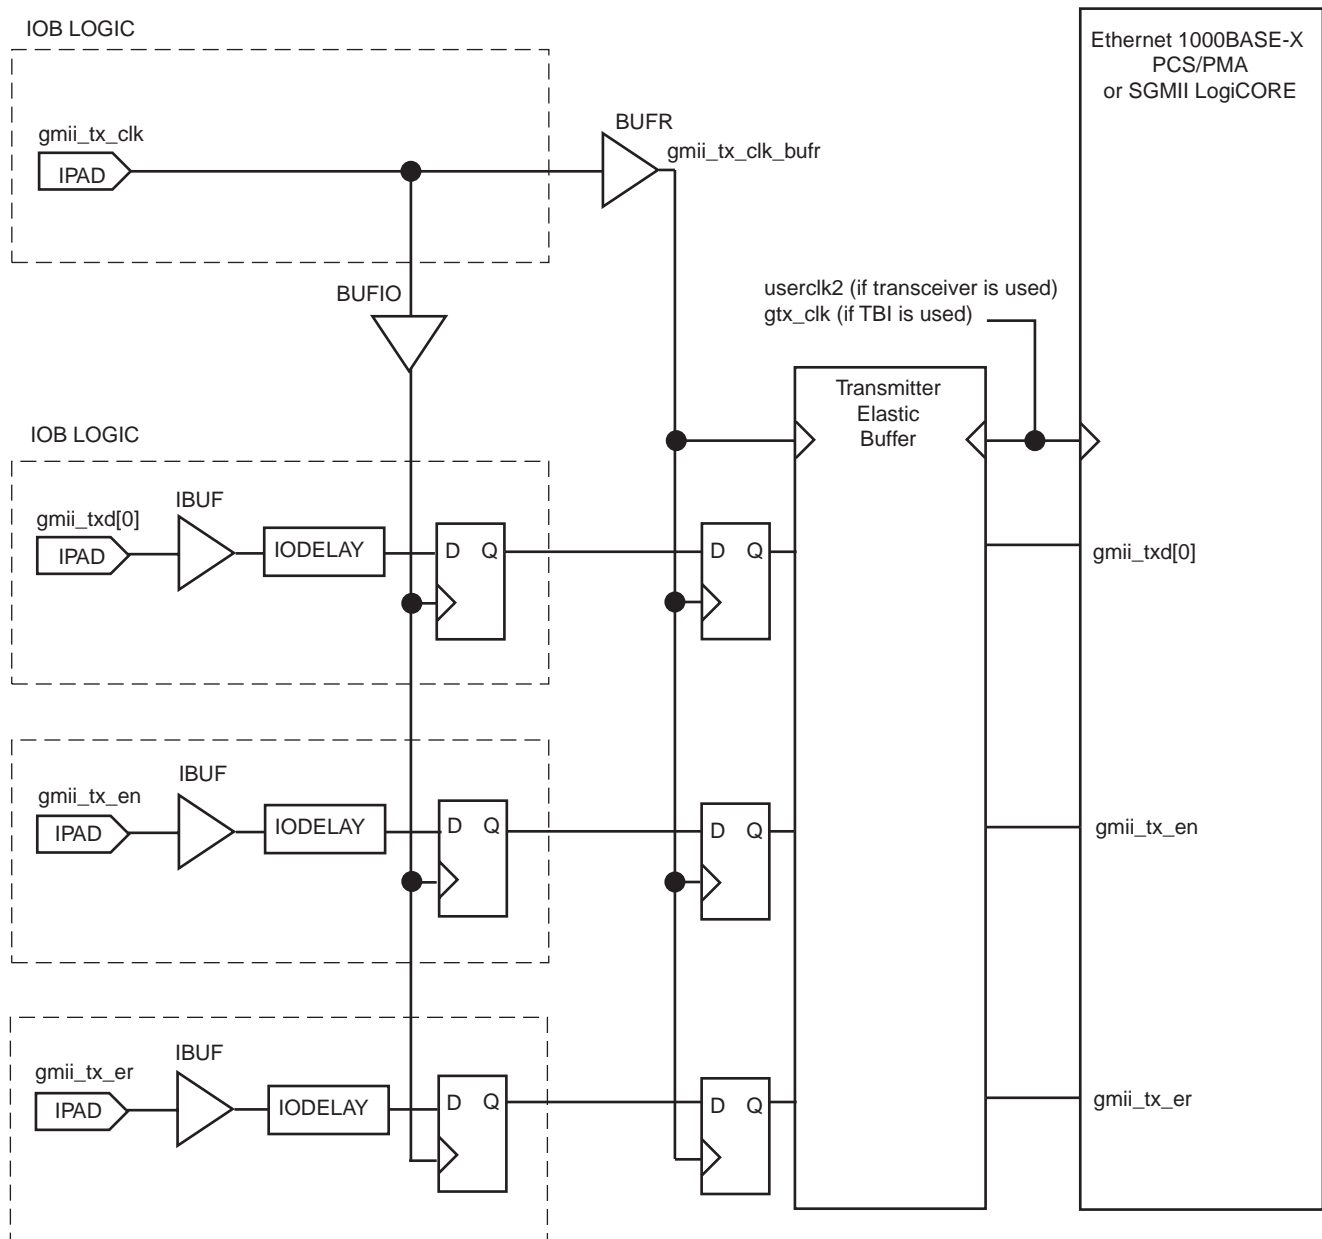 IOB LOGIC
gmii_tx_clk
IPAD
BUFR
gmii_tx_clk_bufr
Ethernet 1000BASE-X
PCS/PMA
or SGMII LogiCORE
BUFIO
userclk2 (if transceiver is used)
gtx_clk (if TBI is used)
Transmitter
Elastic
Buffer
IOB LOGIC
gmii_txd[0]
IPAD
IBUF
IODELAY
D Q
D Q
gmii_txd[0]
gmii_tx_en
IPAD
IBUF
IODELAY
D Q
D Q
gmii_tx_en
gmii_tx_er
IPAD
IBUF
IODELAY
D Q
D Q
gmii_tx_er